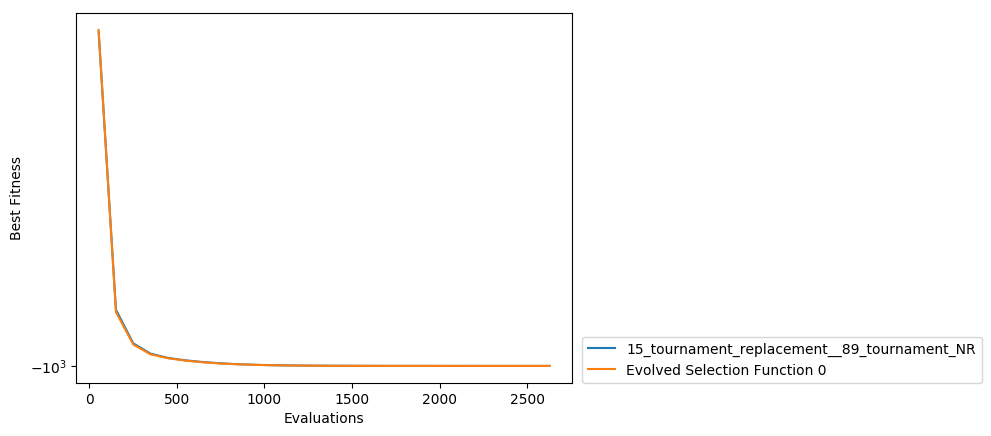 Best Fitness
−10³
0 500 1000 1500 2000 2500
Evaluations
15_tournament_replacement__89_tournament_NR
Evolved Selection Function 0